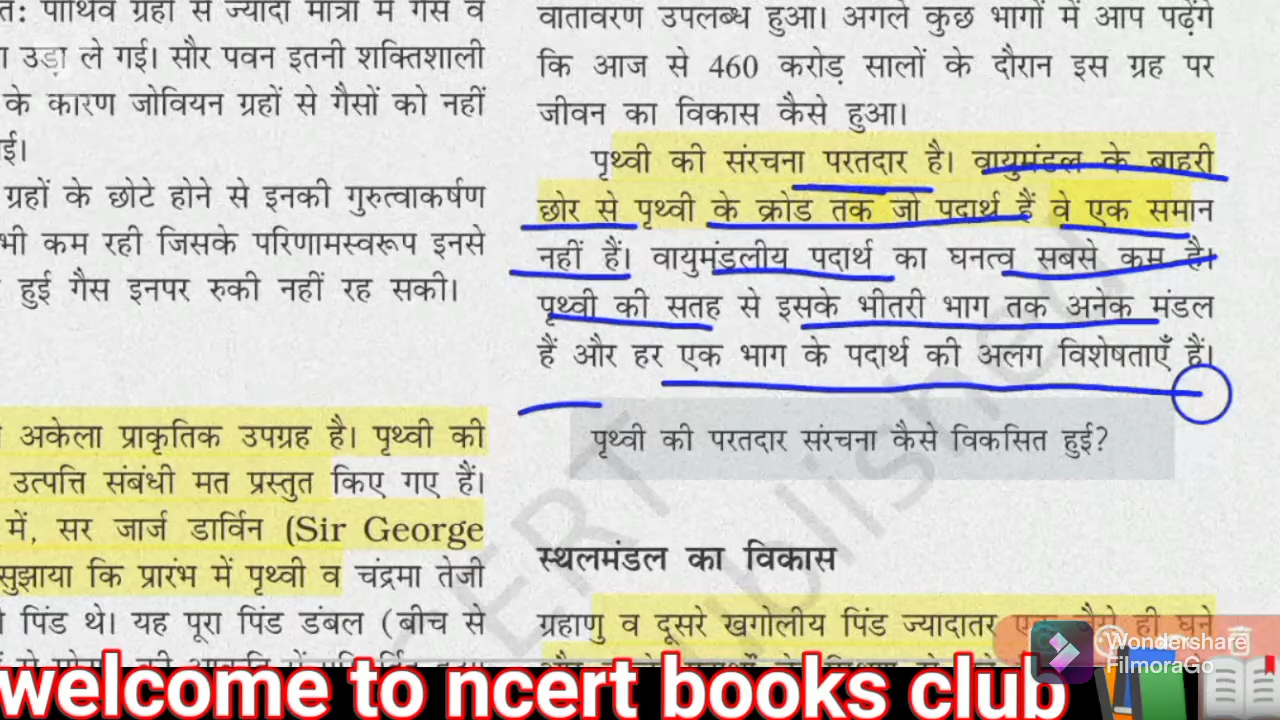 त: पार्थिव ग्रहों से ज्यादा मात्रा में गैस व
उड़ा ले गई। सौर पवन इतनी शक्तिशाली
के कारण जोवियन ग्रहों से गैसों को नहीं
ई।
ग्रहों के छोटे होने से इनकी गुरुत्वाकर्षण
भी कम रही जिसके परिणामस्वरूप इनसे
हुई गैस इनपर रुकी नहीं रह सकी।
अकेला प्राकृतिक उपग्रह है। पृथ्वी की
उत्पत्ति संबंधी मत प्रस्तुत किए गए हैं।
में, सर जार्ज डार्विन (Sir George
सुझाया कि प्रारंभ में पृथ्वी व चंद्रमा तेजी
पिंड थे। यह पूरा पिंड डंबल (बीच से
वातावरण उपलब्ध हुआ। अगले कुछ भागों में आप पढ़ेंगे
कि आज से 460 करोड़ सालों के दौरान इस ग्रह पर
जीवन का विकास कैसे हुआ।
पृथ्वी की संरचना परतदार है। वायुमंडल के बाहरी
छोर से पृथ्वी के क्रोड तक जो पदार्थ हैं वे एक समान
नहीं हैं। वायुमंडलीय पदार्थ का घनत्व सबसे कम है।
पृथ्वी की सतह से इसके भीतरी भाग तक अनेक मंडल
हैं और हर एक भाग के पदार्थ की अलग विशेषताएँ हैं।
पृथ्वी की परतदार संरचना कैसे विकसित हुई?
स्थलमंडल का विकास
ग्रहाणु व दूसरे खगोलीय पिंड ज्यादातर एक जैसे ही घने
Wondershare
FilmoraGo
welcome to ncert books club